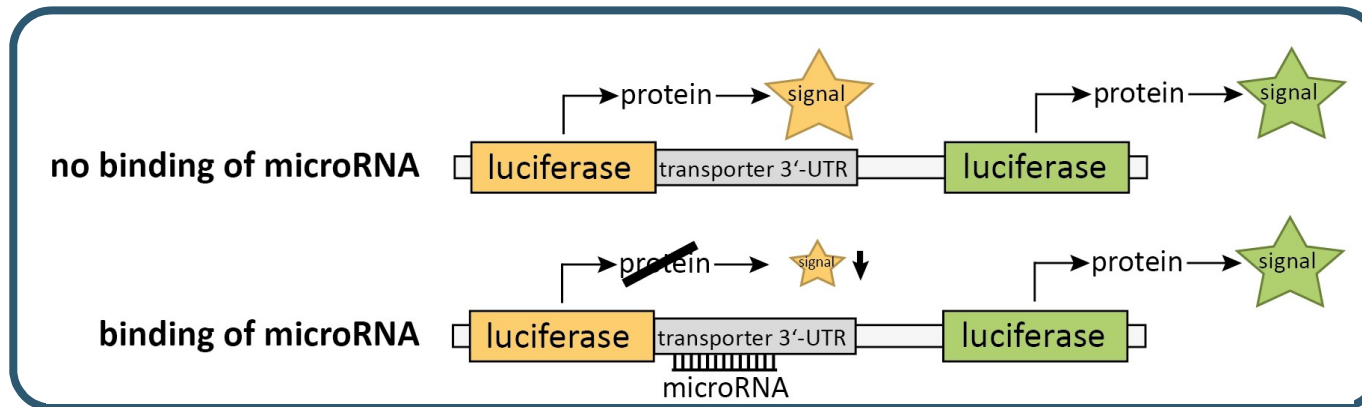 protein signal protein signal
no binding of microRNA luciferase transporter 3‘-UTR luciferase
protein signal protein signal
binding of microRNA luciferase transporter 3‘-UTR luciferase
microRNA